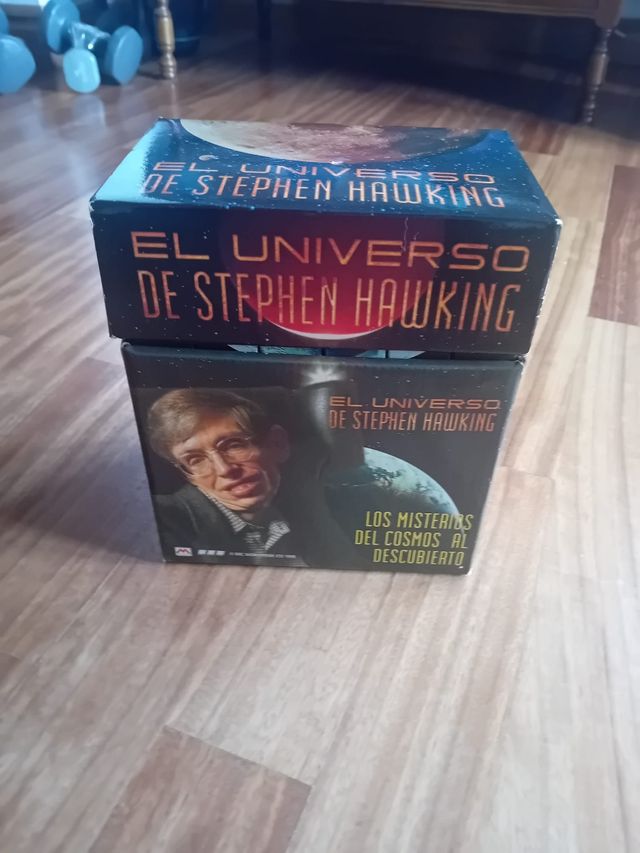 EL UNIVERSO
DE STEPHEN HAWKING
EL UNIVERSO
DE STEPHEN HAWKING
EL UNIVERSO
DE STEPHEN HAWKING
LOS MISTERIOS
DEL COSMOS AL
DESCUBIERTO